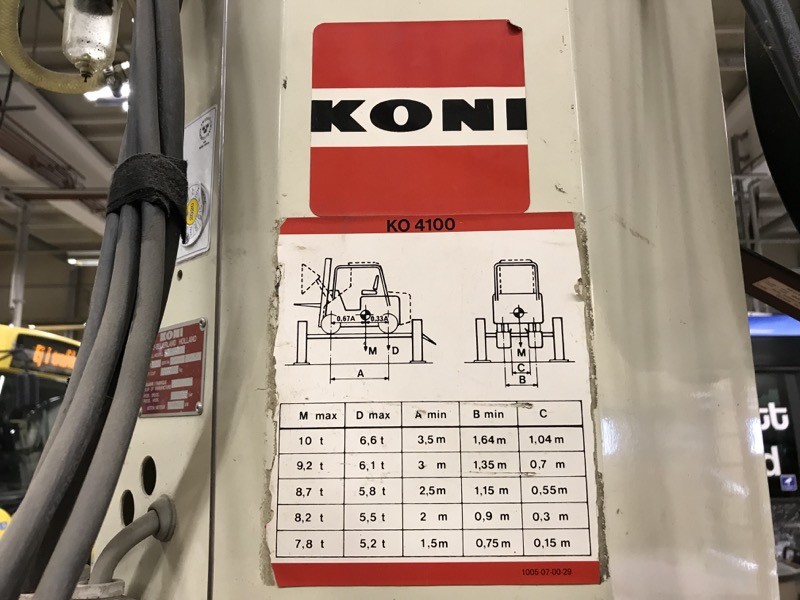 KONI
KO 4100
0,67A 0,33A
M D
A
M
C
B
M max D max A min B min C
10 t 6,6 t 3,5 m 1,64 m 1,04 m
9,2 t 6,1 t 3 m 1,35 m 0,7 m
8,7 t 5,8 t 2,5 m 1,15 m 0,55 m
8,2 t 5,5 t 2 m 0,9 m 0,3 m
7,8 t 5,2 t 1,5 m 0,75 m 0,15 m
1005-07-00-29
KONI
HOLLAND